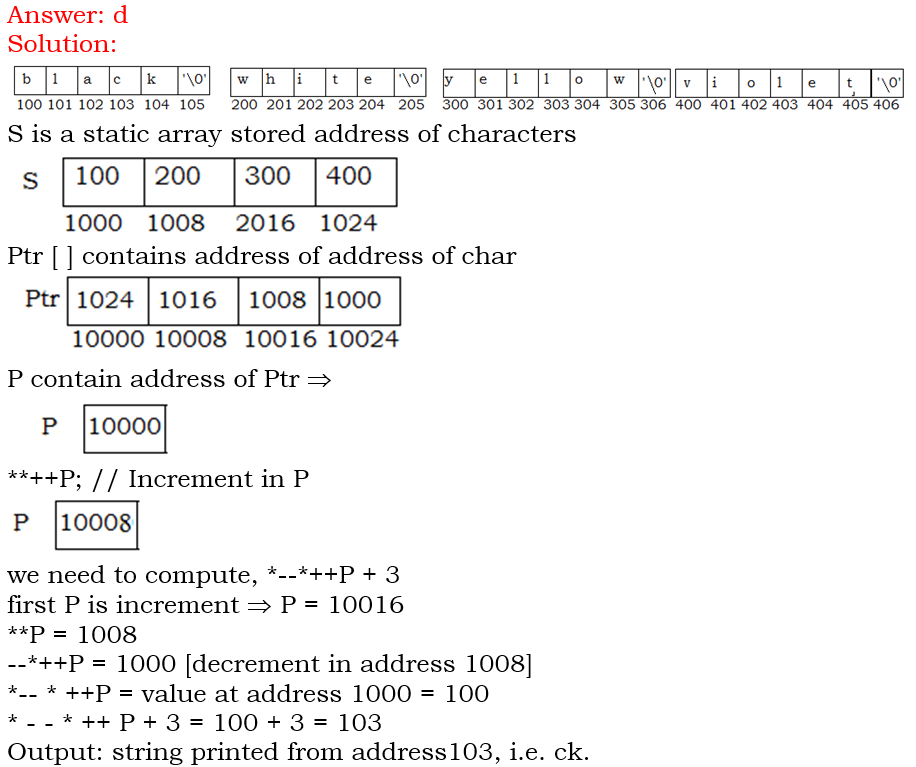 Answer: d
Solution:
b l a c k '\0' w h i t e '\0' y e l l o w '\0' v i o l e t '\0'
100 101 102 103 104 105 200 201 202 203 204 205 300 301 302 303 304 305 306 400 401 402 403 404 405 406
S is a static array stored address of characters
S 100 200 300 400
1000 1008 2016 1024
Ptr [ ] contains address of address of char
Ptr 1024 1016 1008 1000
10000 10008 10016 10024
P contain address of Ptr ⇒
P 10000
**++P; // Increment in P
P 10008
we need to compute, *--*++P + 3
first P is increment ⇒ P = 10016
**P = 1008
--*++P = 1000 [decrement in address 1008]
*-- * ++P = value at address 1000 = 100
* - - * ++ P + 3 = 100 + 3 = 103
Output: string printed from address103, i.e. ck.